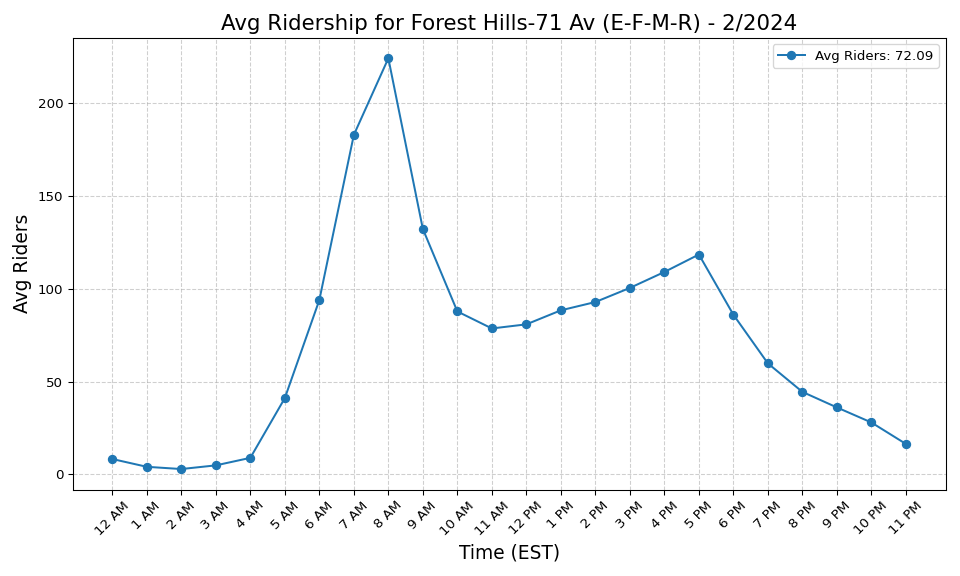 Avg Ridership for Forest Hills-71 Av (E-F-M-R) - 2/2024
Avg Riders: 72.09
Avg Riders
200
150
100
50
0
12 AM
1 AM
2 AM
3 AM
4 AM
5 AM
6 AM
7 AM
8 AM
9 AM
10 AM
11 AM
12 PM
1 PM
2 PM
3 PM
4 PM
5 PM
6 PM
7 PM
8 PM
9 PM
10 PM
11 PM
Time (EST)